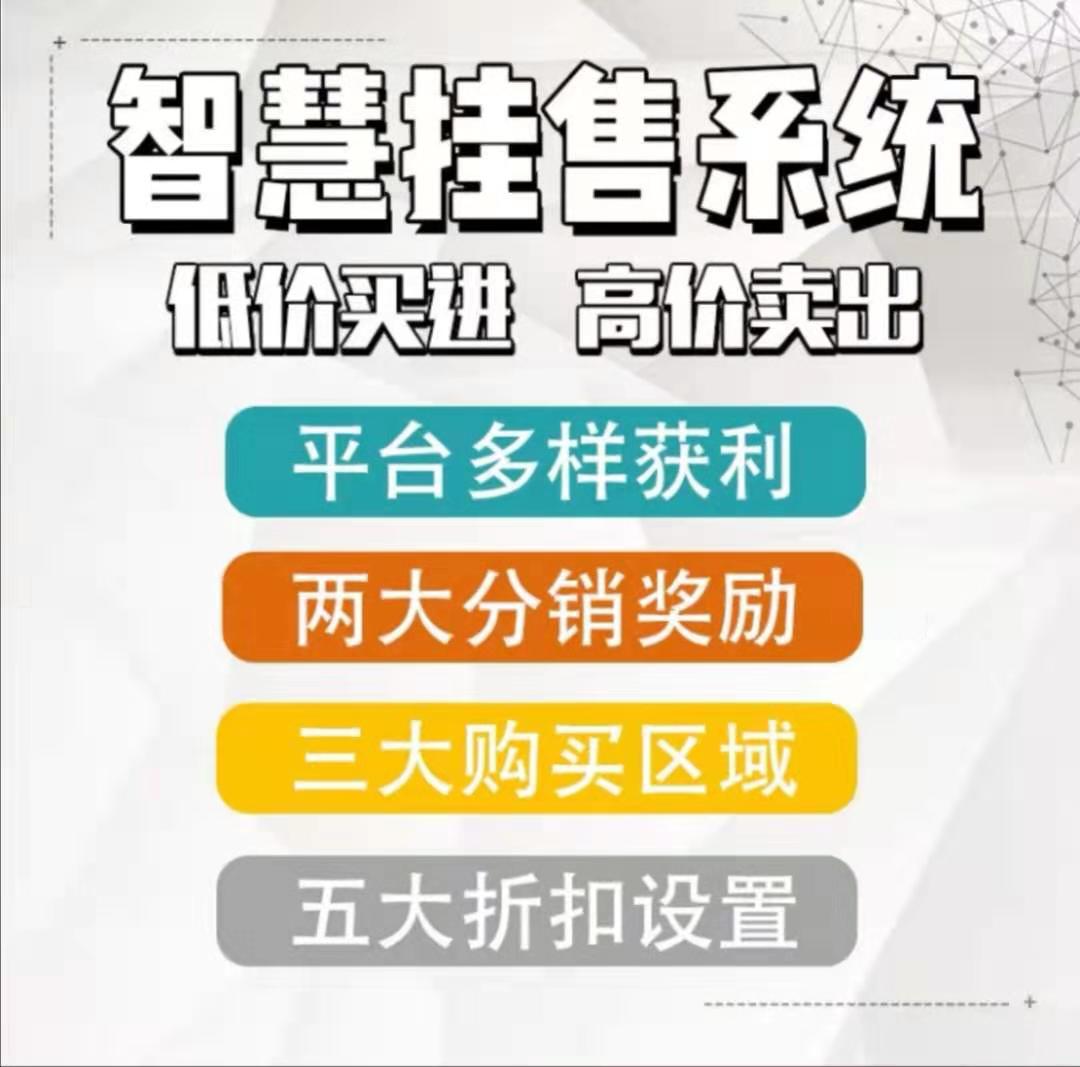 智慧挂售系统
低价买进 高价卖出
平台多样获利
两大分销奖励
三大购买区域
五大折扣设置